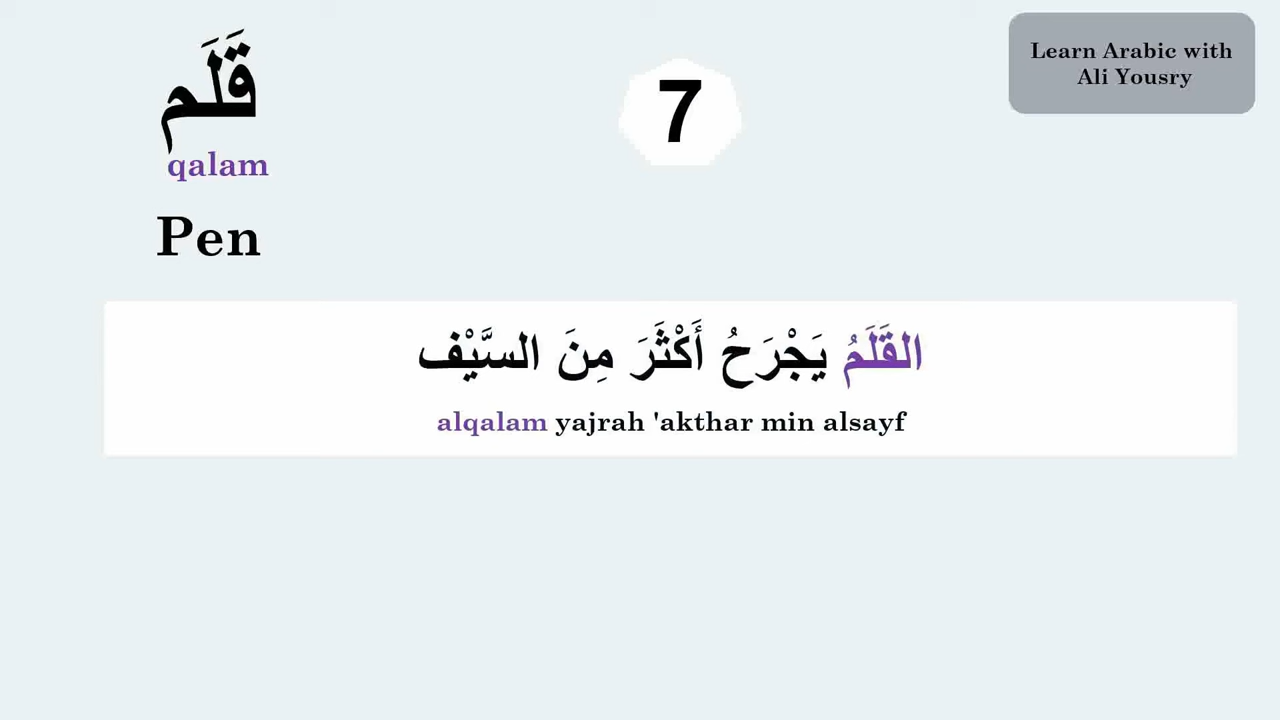 قَلَم
qalam
Pen
7
Learn Arabic with
Ali Yousry
القَلَمُ يَجْرَحُ أَكْثَرَ مِنَ السَّيْف
alqalam yajrah 'akthar min alsayf